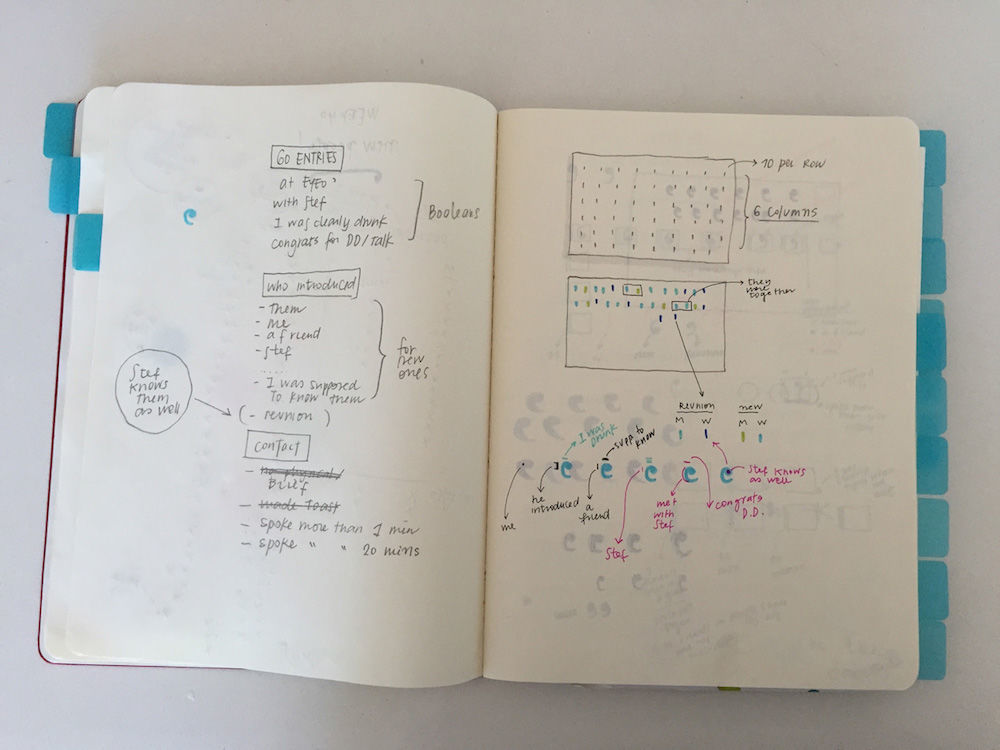 60 ENTRIES
at EYEO
with stef
I was clearly drunk
congrats for DD/talk
Booleans
who introduced
- them
- me
- a friend
- stef
.....
- I was supposed
to know them
(- reunion )
for
new
ones
Stef
knows
them
as well
contact
- no physical/
Brief
- made toast
- spoke more than 1 min
- spoke " " 20 mins
10 per row
6 columns
they
were
together
Reunion
M W
new
M W
I was
drunk
supp to
know
me
he
introduced
a
friend
Stef
met
with
Stef
congrats
D.D.
Stef knows
as well